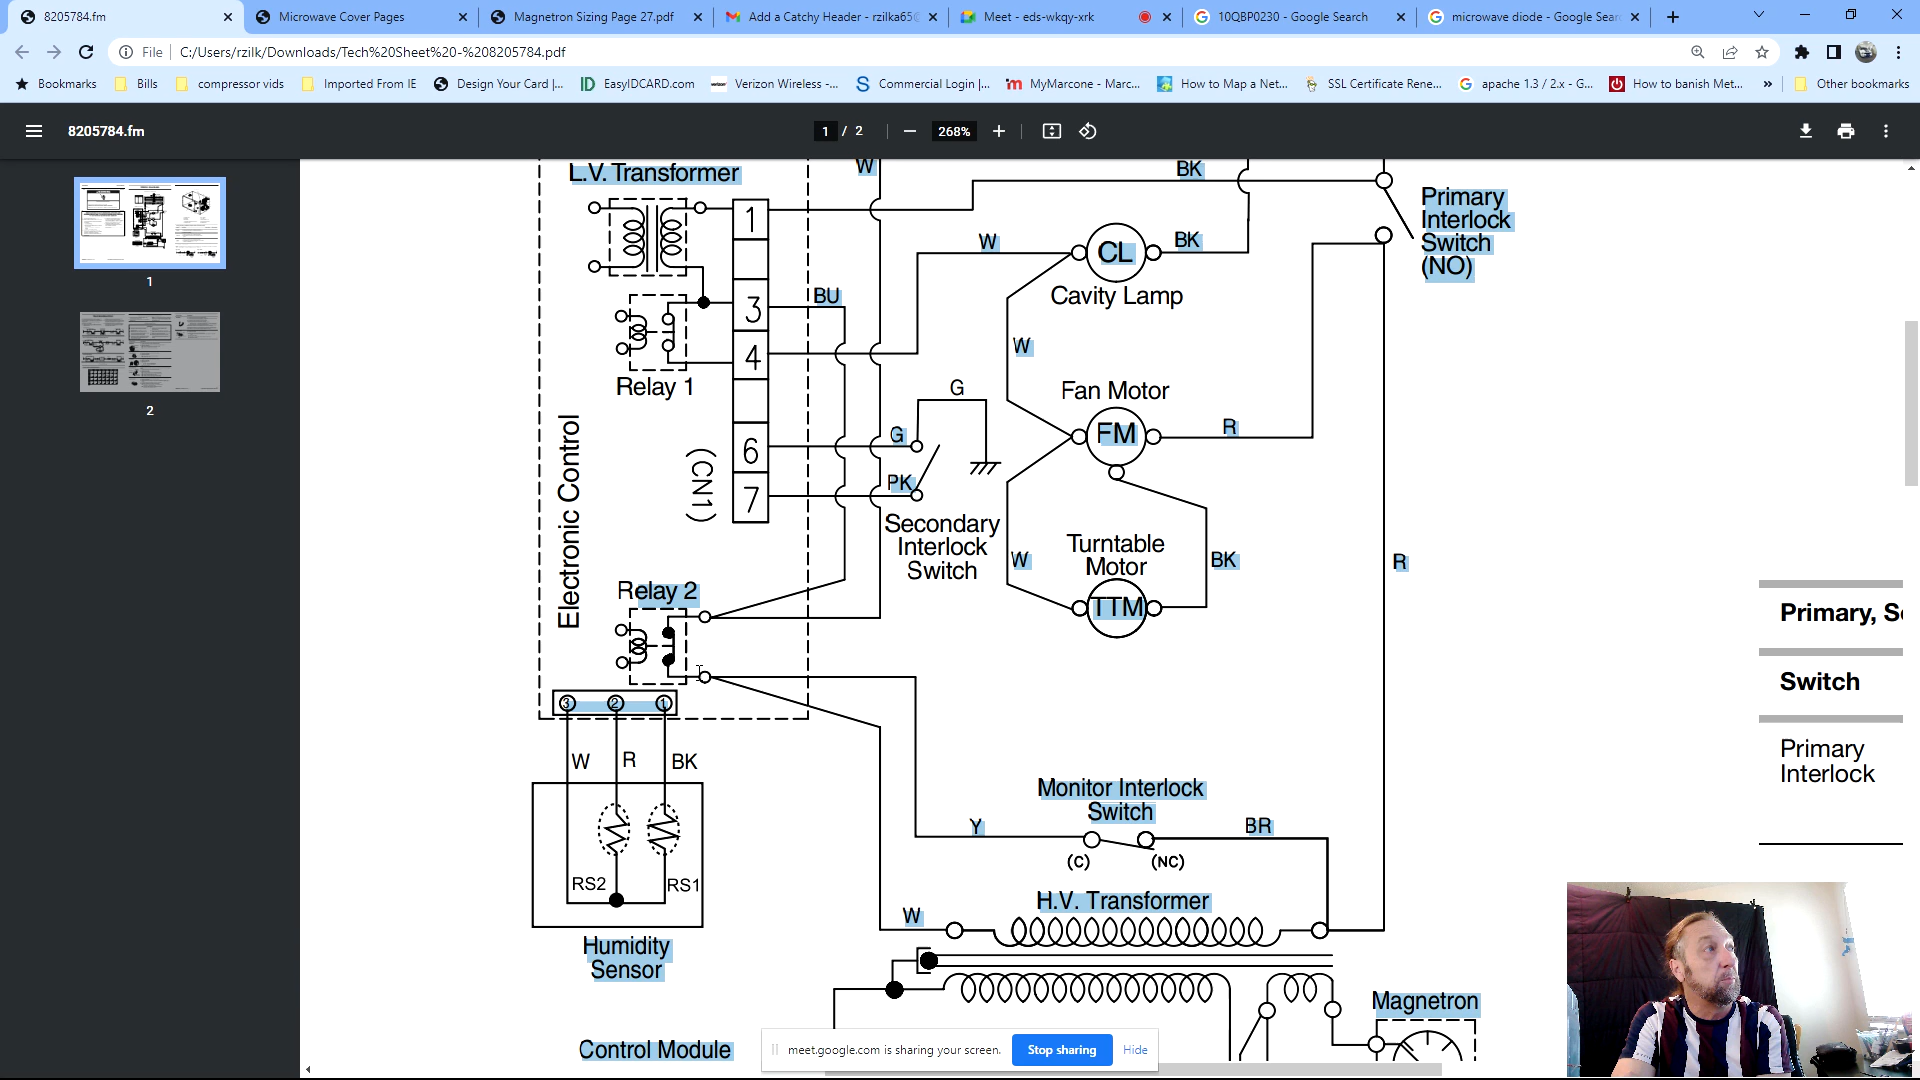 8205784.fm
Microwave Cover Pages
Magnetron Sizing Page 27.pdf
Add a Catchy Header - rzilka65
Meet - eds-wkqy-xrk
10QBP0230 - Google Search
microwave diode - Google Sear
File
C:/Users/rzilk/Downloads/Tech%20Sheet%20-%208205784.pdf
Bookmarks
Bills
compressor vids
Imported From IE
Design Your Card |...
EasyIDCARD.com
Verizon Wireless -...
Commercial Login |...
MyMarcone - Marc...
How to Map a Net...
SSL Certificate Rene...
apache 1.3 / 2.x - G...
How to banish Met...
»
Other bookmarks
8205784.fm
1 / 2
268%
1
2
L.V. Transformer
W
BK
Primary
Interlock
Switch
(NO)
1
W
CL
BK
Cavity Lamp
3
BU
4
W
Relay 1
G
Fan Motor
FM
R
6
G
(CN1)
7
PK
Electronic Control
Secondary
Interlock
Switch
W
Turntable
Motor
BK
R
TTM
Relay 2
3
2
1
W
R
BK
RS2
RS1
Humidity
Sensor
Monitor Interlock
Switch
Y
BR
(C)
(NC)
H.V. Transformer
W
Magnetron
Control Module
Primary, Se
Switch
Primary
Interlock
meet.google.com is sharing your screen.
Stop sharing
Hide